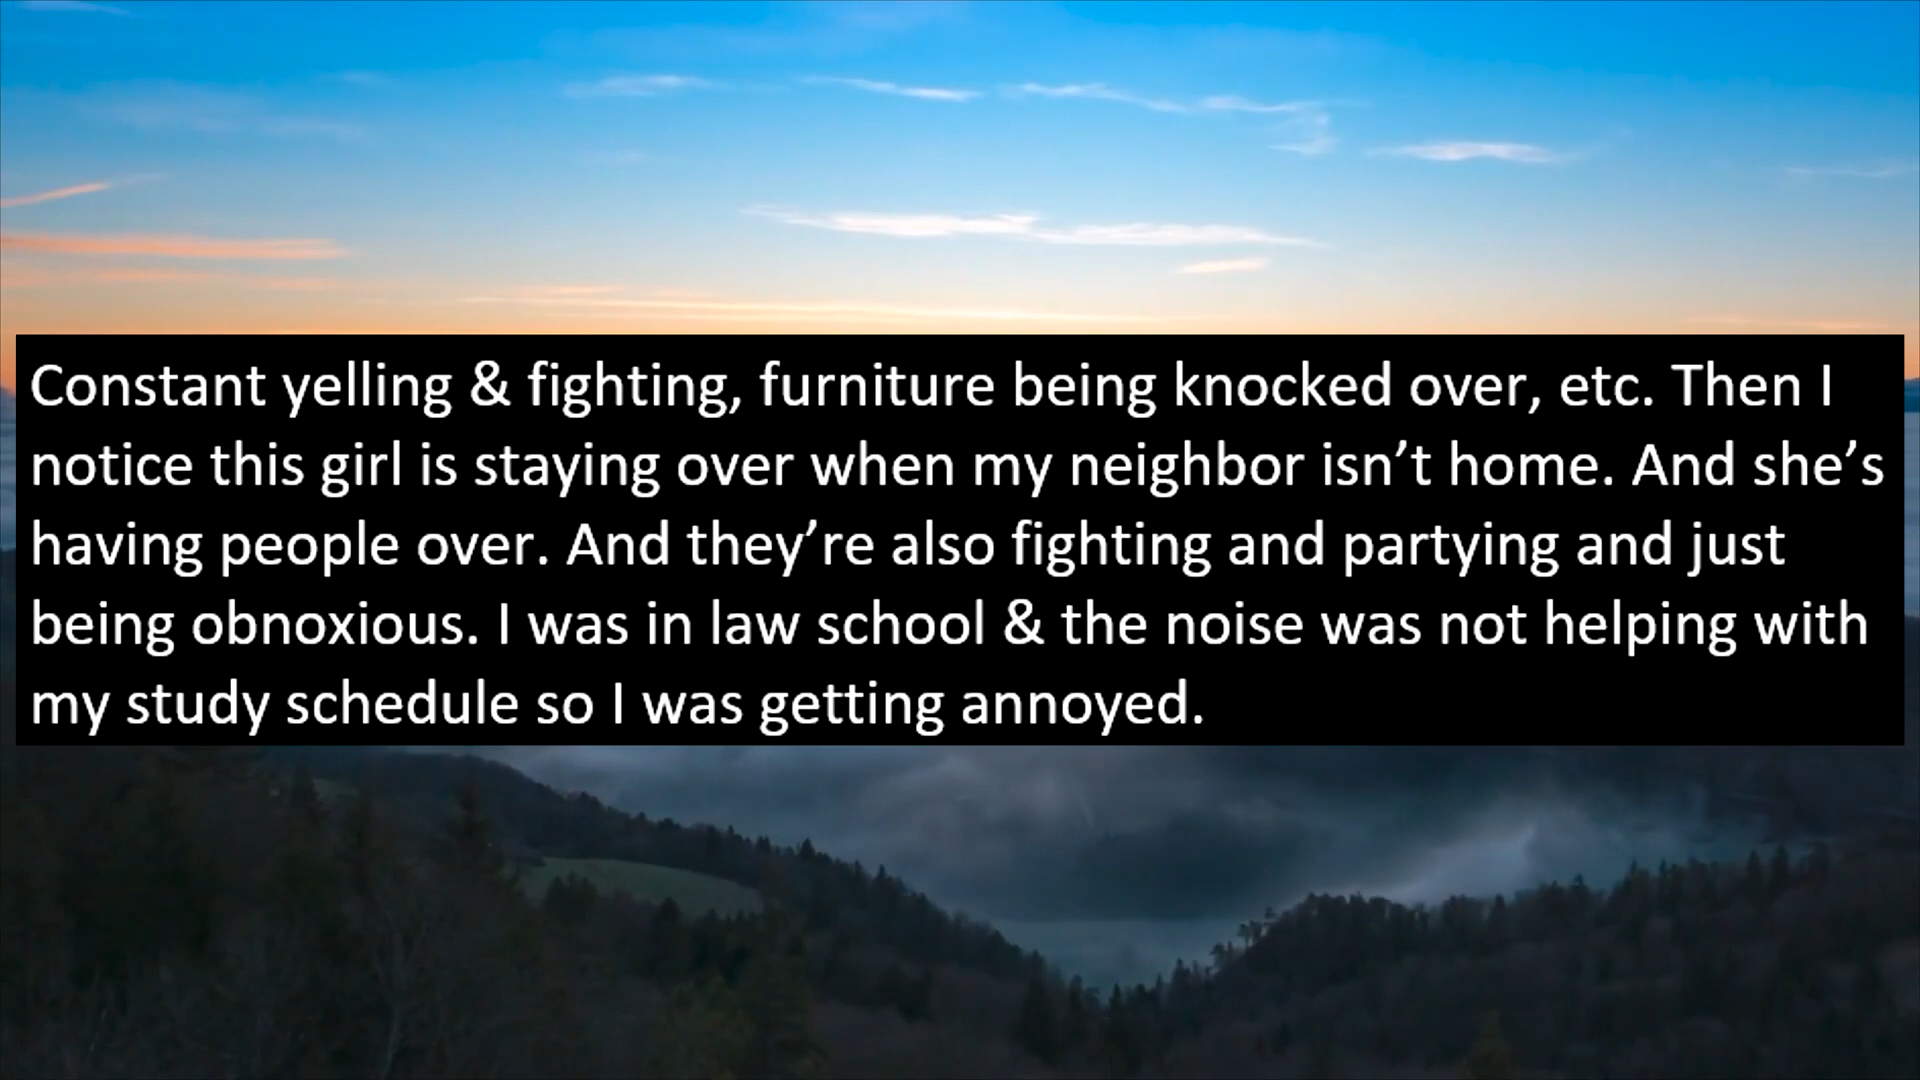 Constant yelling & fighting, furniture being knocked over, etc. Then I
notice this girl is staying over when my neighbor isn’t home. And she’s
having people over. And they’re also fighting and partying and just
being obnoxious. I was in law school & the noise was not helping with
my study schedule so I was getting annoyed.